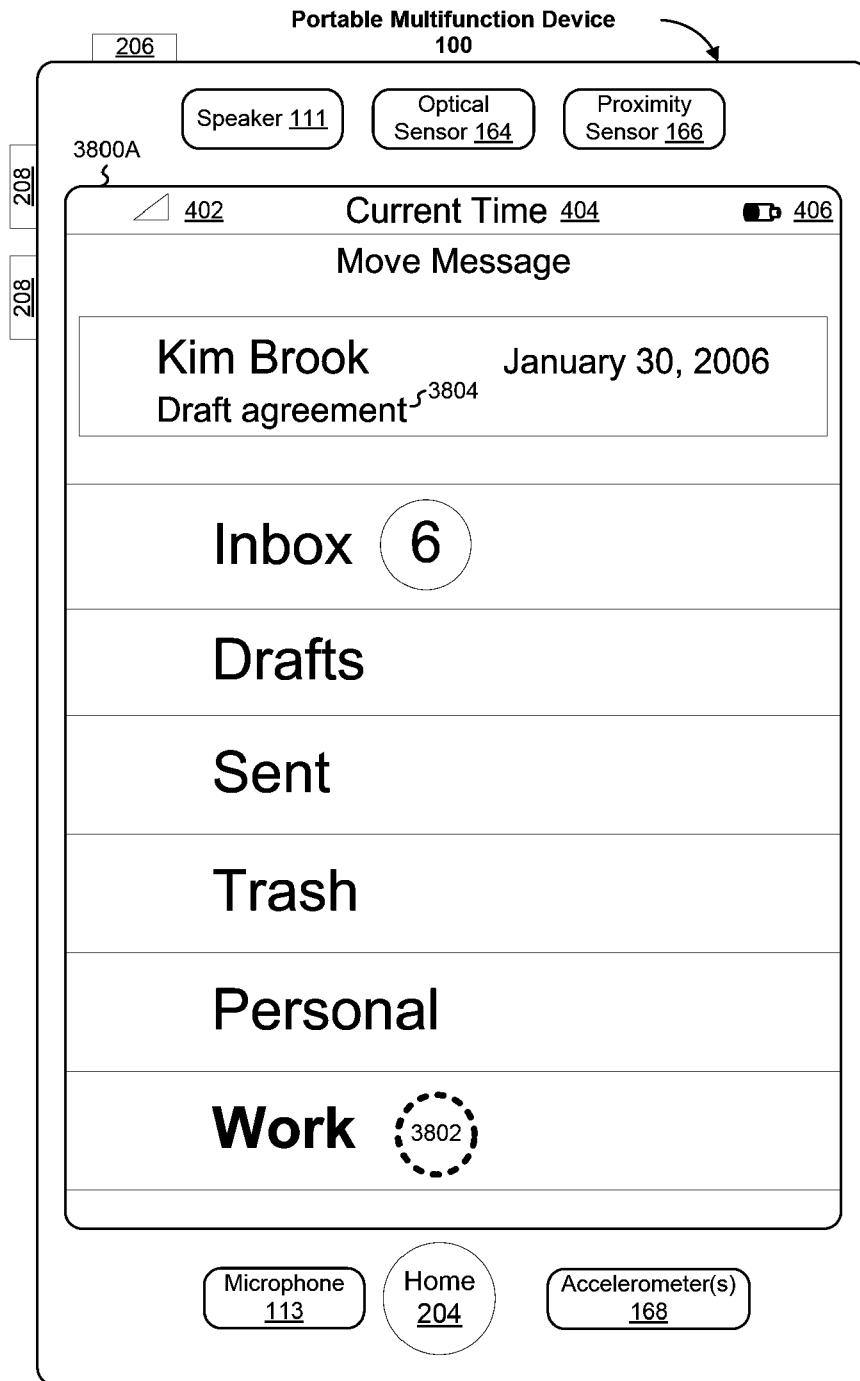 Portable Multifunction Device
100
206
Speaker 111
Optical
Sensor 164
Proximity
Sensor 166
3800A
208
208
402
Current Time 404
406
Move Message
Kim Brook
January 30, 2006
Draft agreement
3804
Inbox
6
Drafts
Sent
Trash
Personal
Work
3802
Microphone
113
Home
204
Accelerometer(s)
168